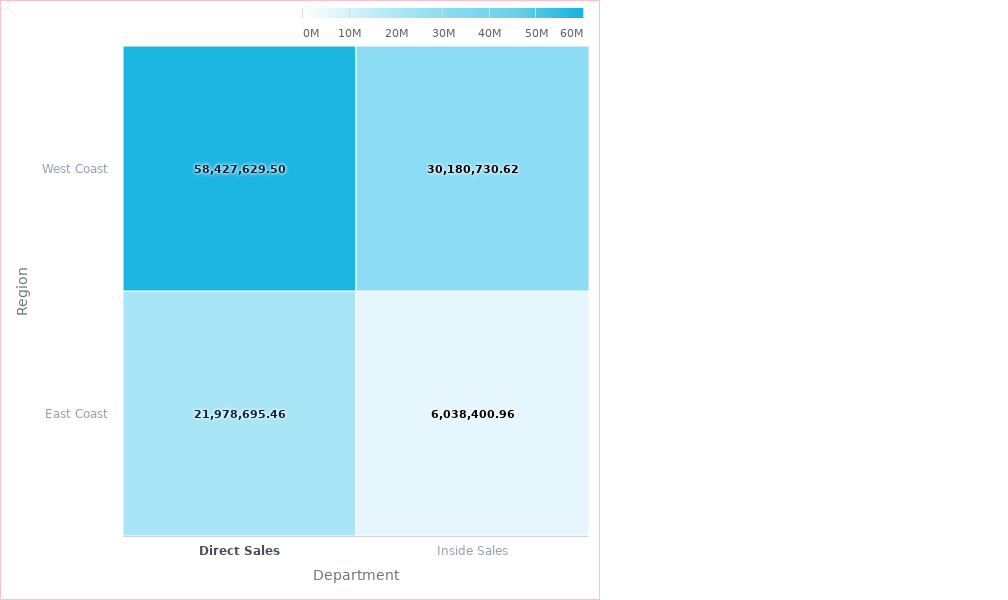 0M 10M 20M 30M 40M 50M 60M
West Coast
58,427,629.50 30,180,730.62
Region
East Coast
21,978,695.46 6,038,400.96
Direct Sales Inside Sales
Department